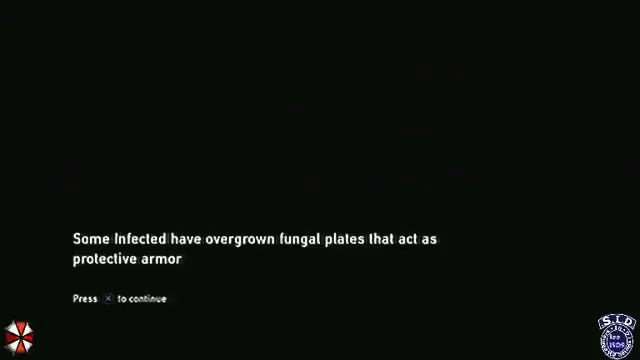 Some Infected have overgrown fungal plates that act as
protective armor
Press × to continue
S.I.D